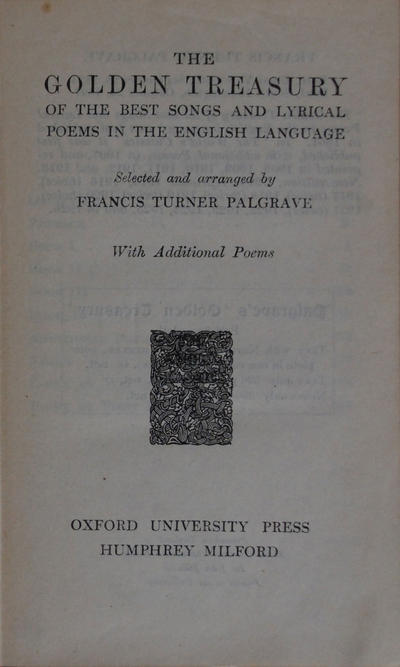 THE
GOLDEN TREASURY
OF THE BEST SONGS AND LYRICAL
POEMS IN THE ENGLISH LANGUAGE
Selected and arranged by
FRANCIS TURNER PALGRAVE
With Additional Poems
OXFORD UNIVERSITY PRESS
HUMPHREY MILFORD